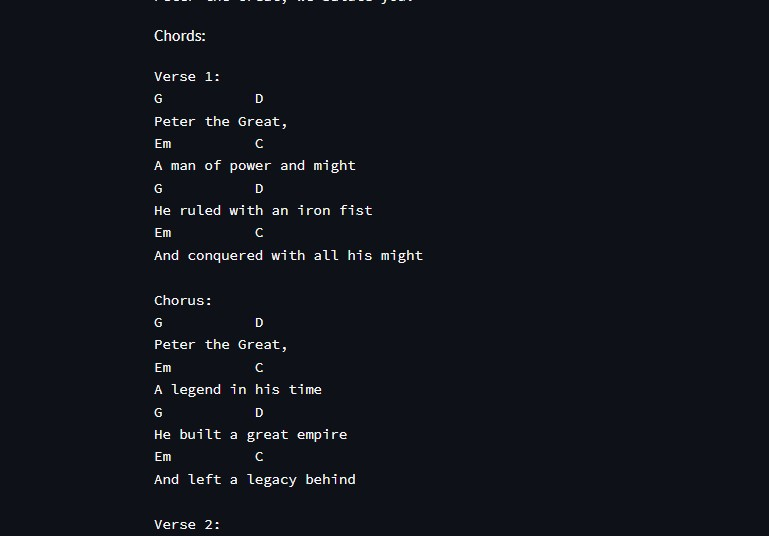 Chords:
Verse 1:
G D
Peter the Great,
Em C
A man of power and might
G D
He ruled with an iron fist
Em C
And conquered with all his might
Chorus:
G D
Peter the Great,
Em C
A legend in his time
G D
He built a great empire
Em C
And left a legacy behind
Verse 2: